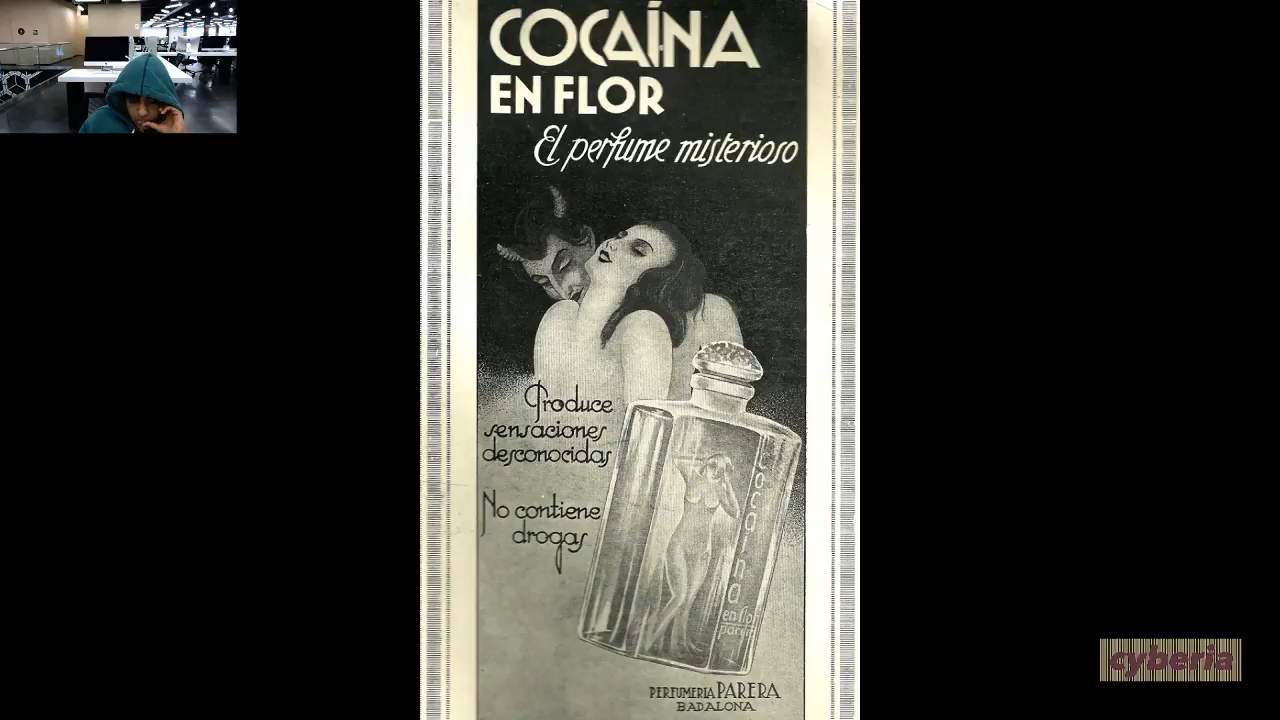 COCAÍNA
EN FLOR
El perfume misterioso
Produce
sensaciones
desconocidas
No contiene
drogas
Cocaína
en flor
parera
PERFUMERIA PARERA
BADALONA